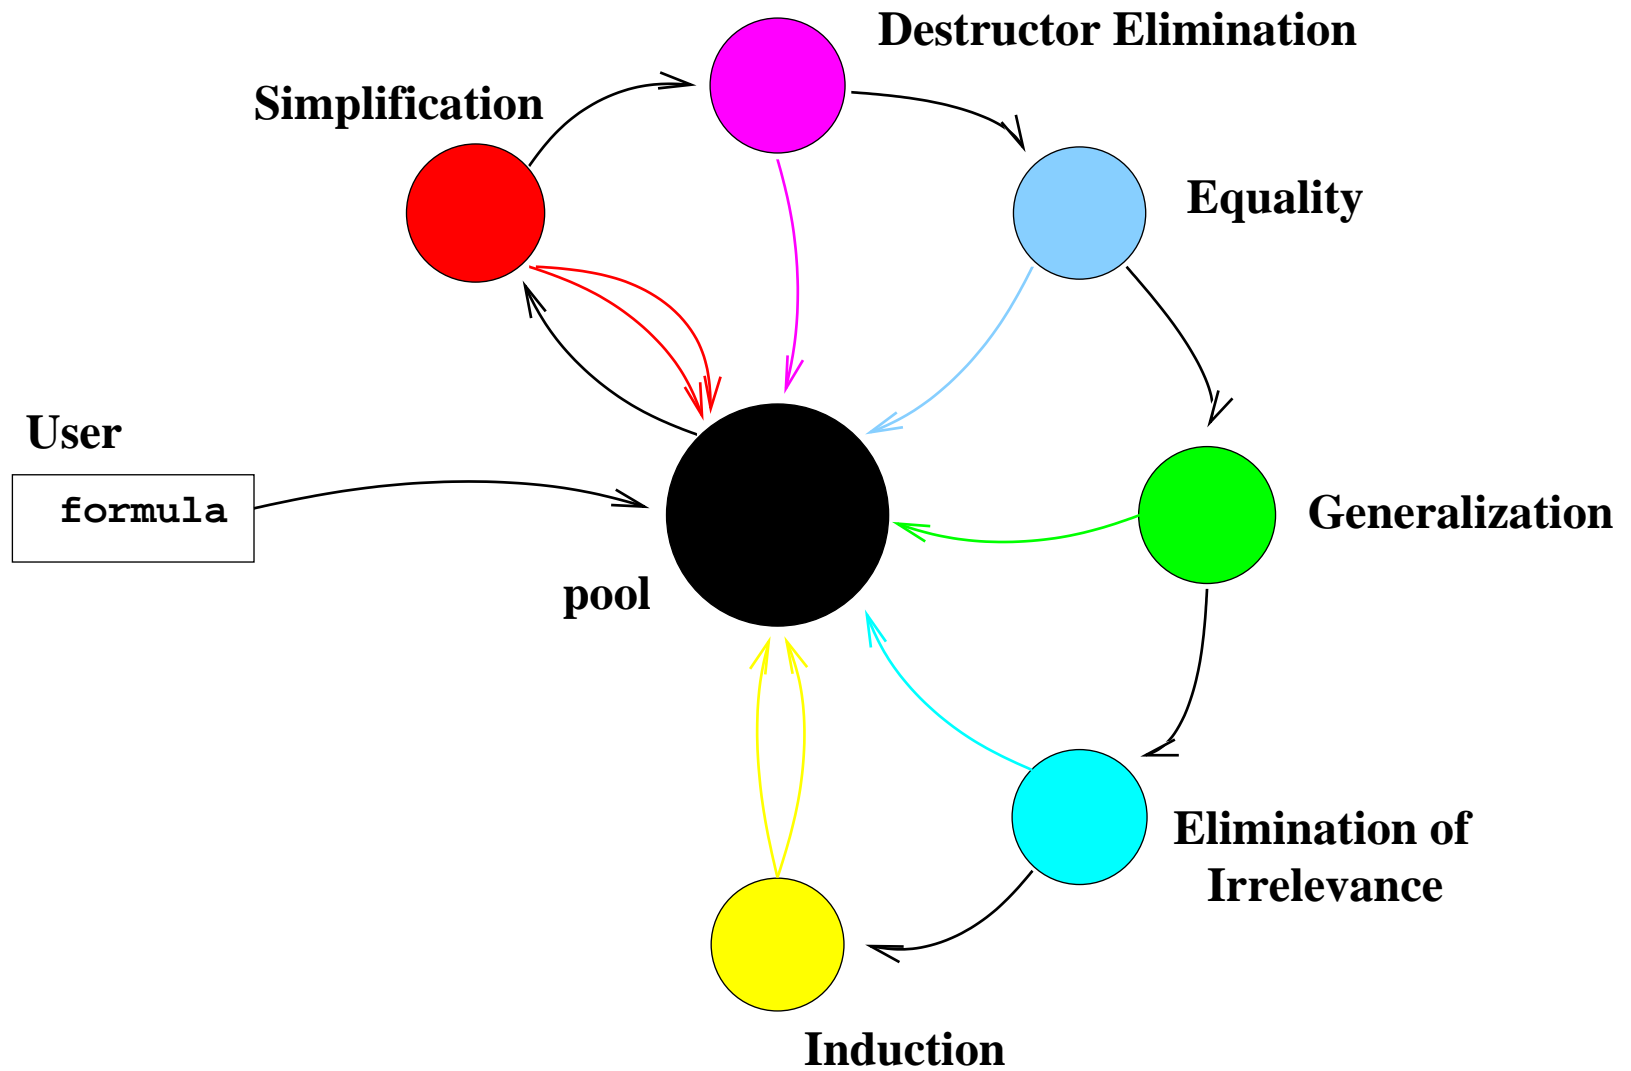 Destructor Elimination
Simplification
Equality
User
formula
Generalization
pool
Elimination of
Irrelevance
Induction